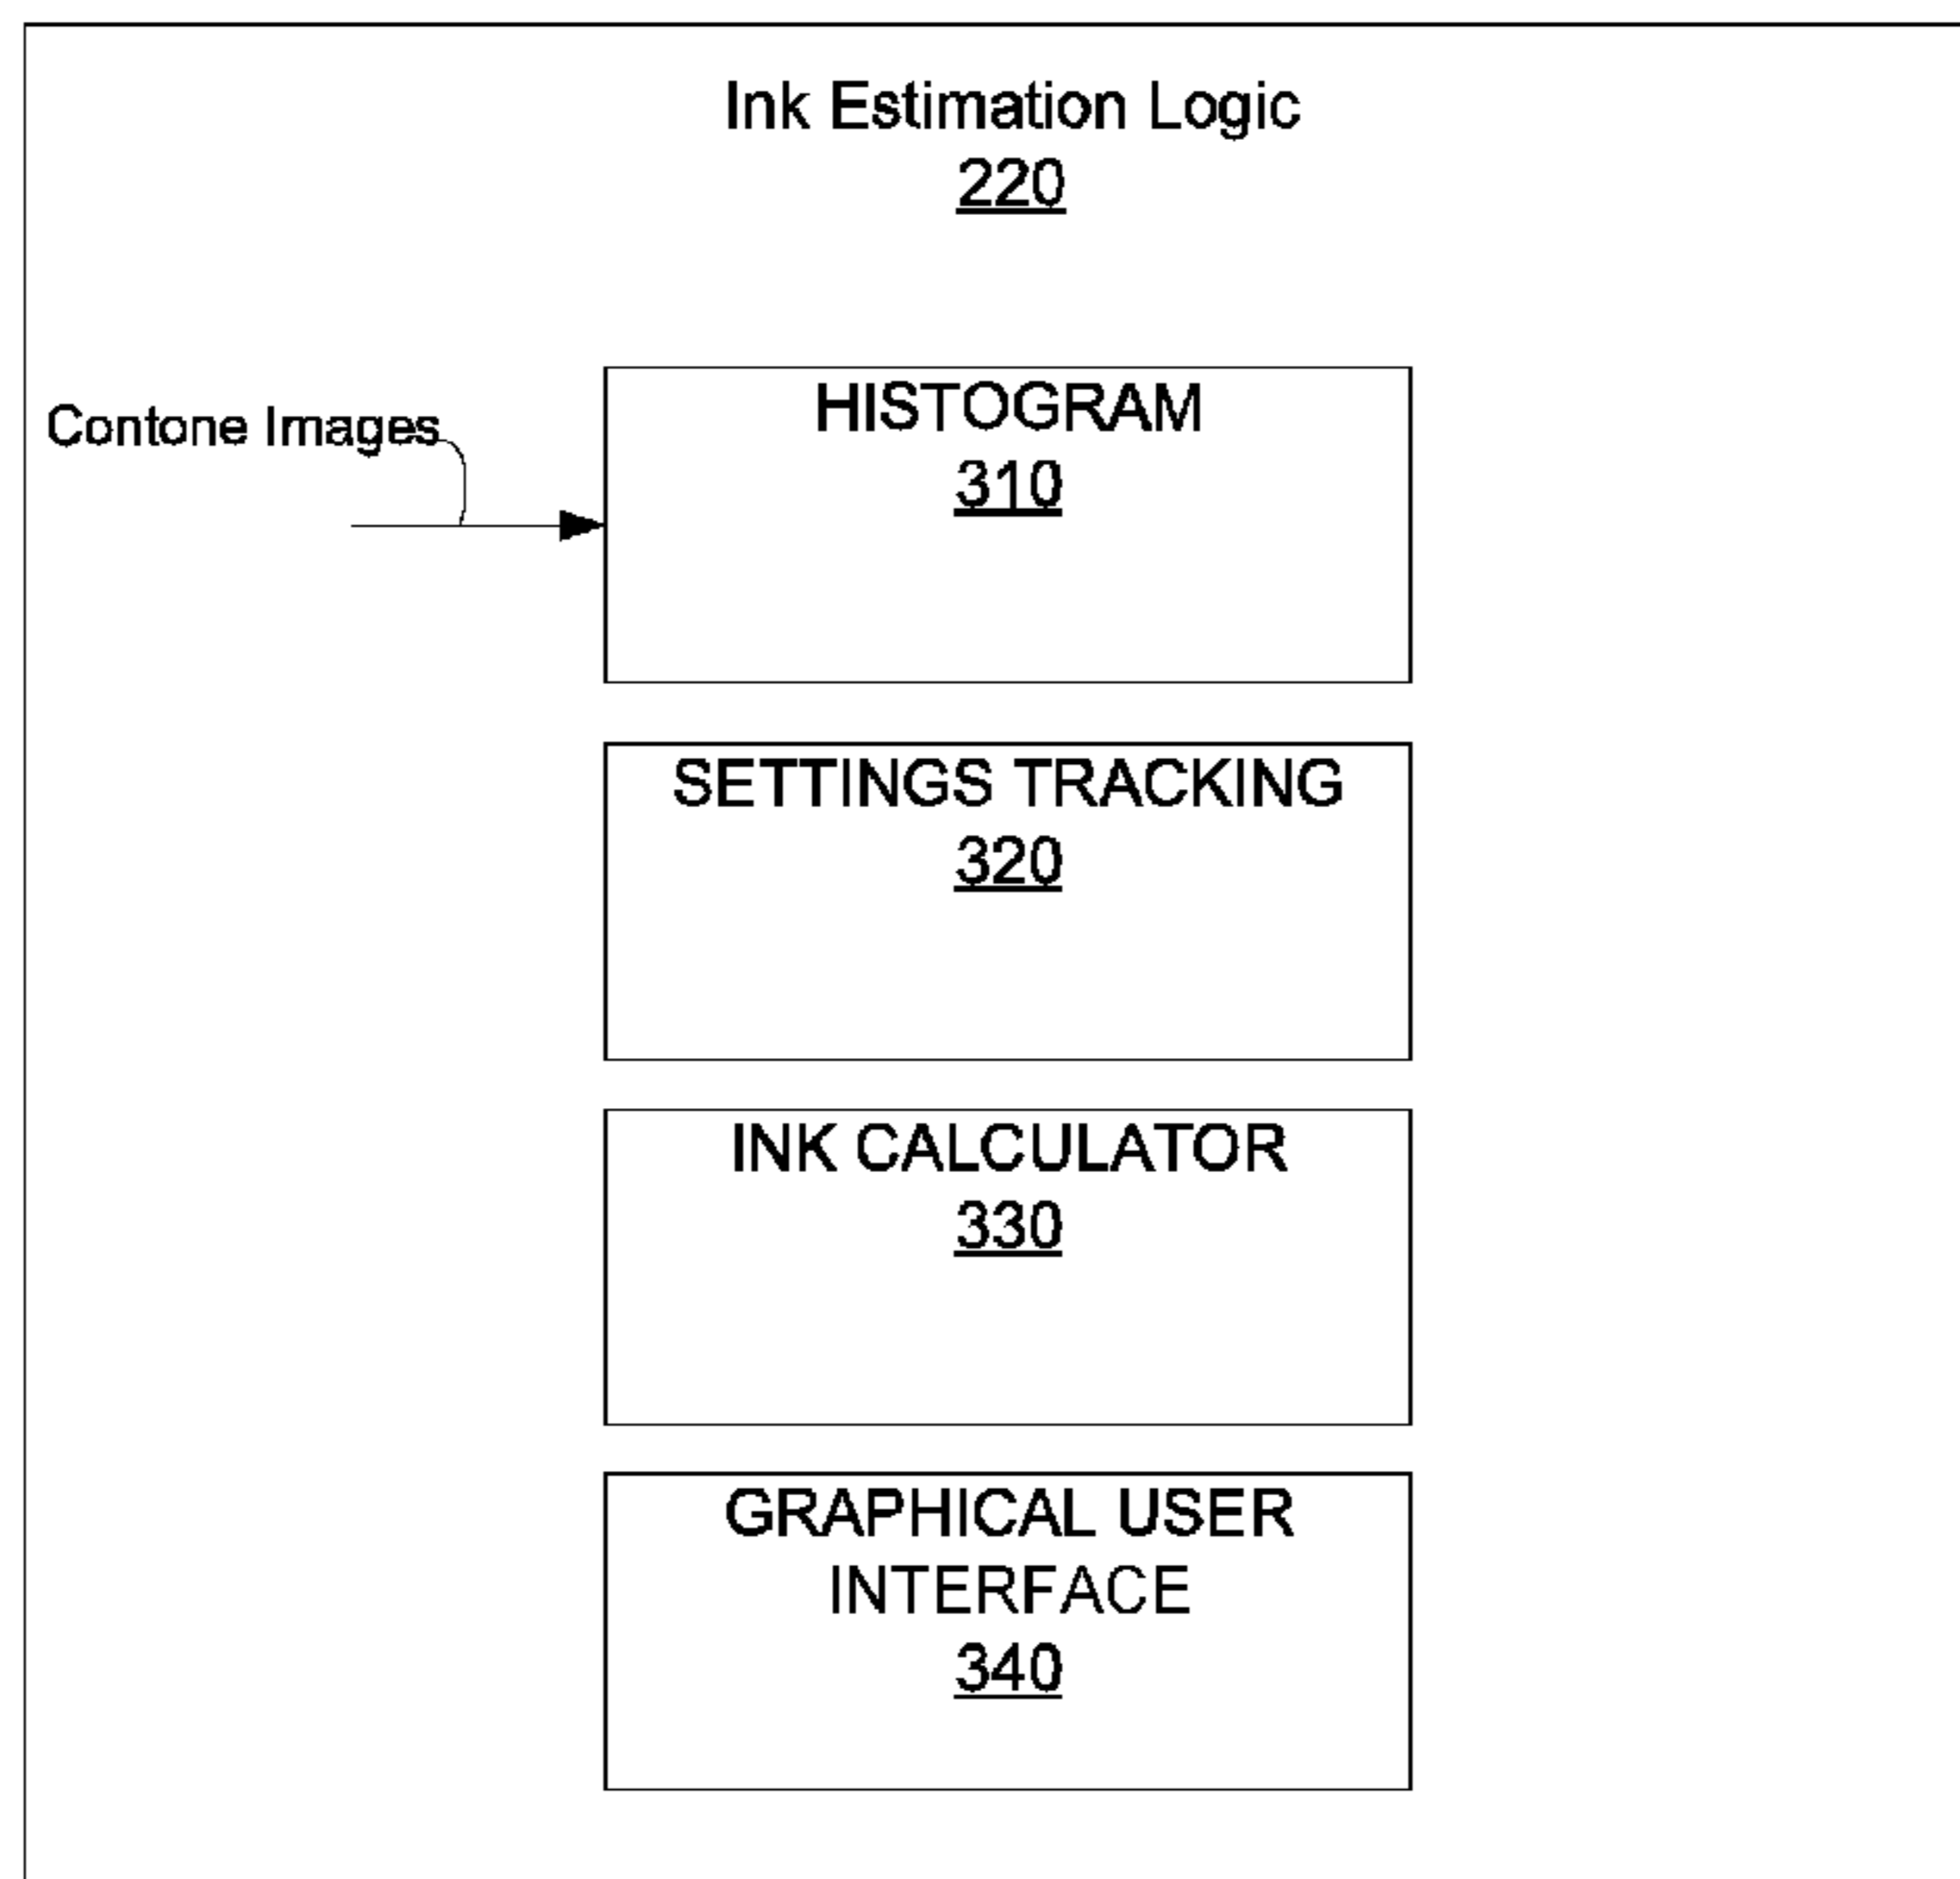 Ink Estimation Logic
220
Contone Images
HISTOGRAM
310
SETTINGS TRACKING
320
INK CALCULATOR
330
GRAPHICAL USER
INTERFACE
340